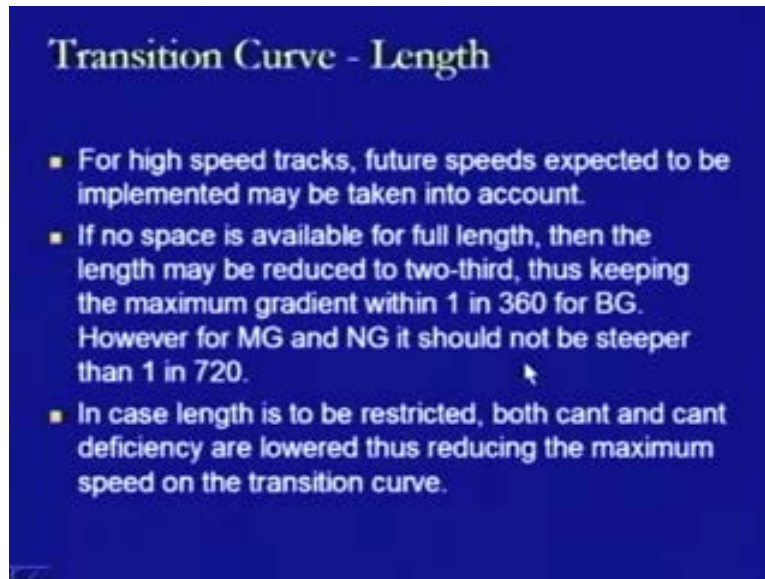 Transition Curve - Length
For high speed tracks, future speeds expected to be
implemented may be taken into account.
If no space is available for full length, then the
length may be reduced to two-third, thus keeping
the maximum gradient within 1 in 360 for BG.
However for MG and NG it should not be steeper
than 1 in 720.
In case length is to be restricted, both cant and cant
deficiency are lowered thus reducing the maximum
speed on the transition curve.